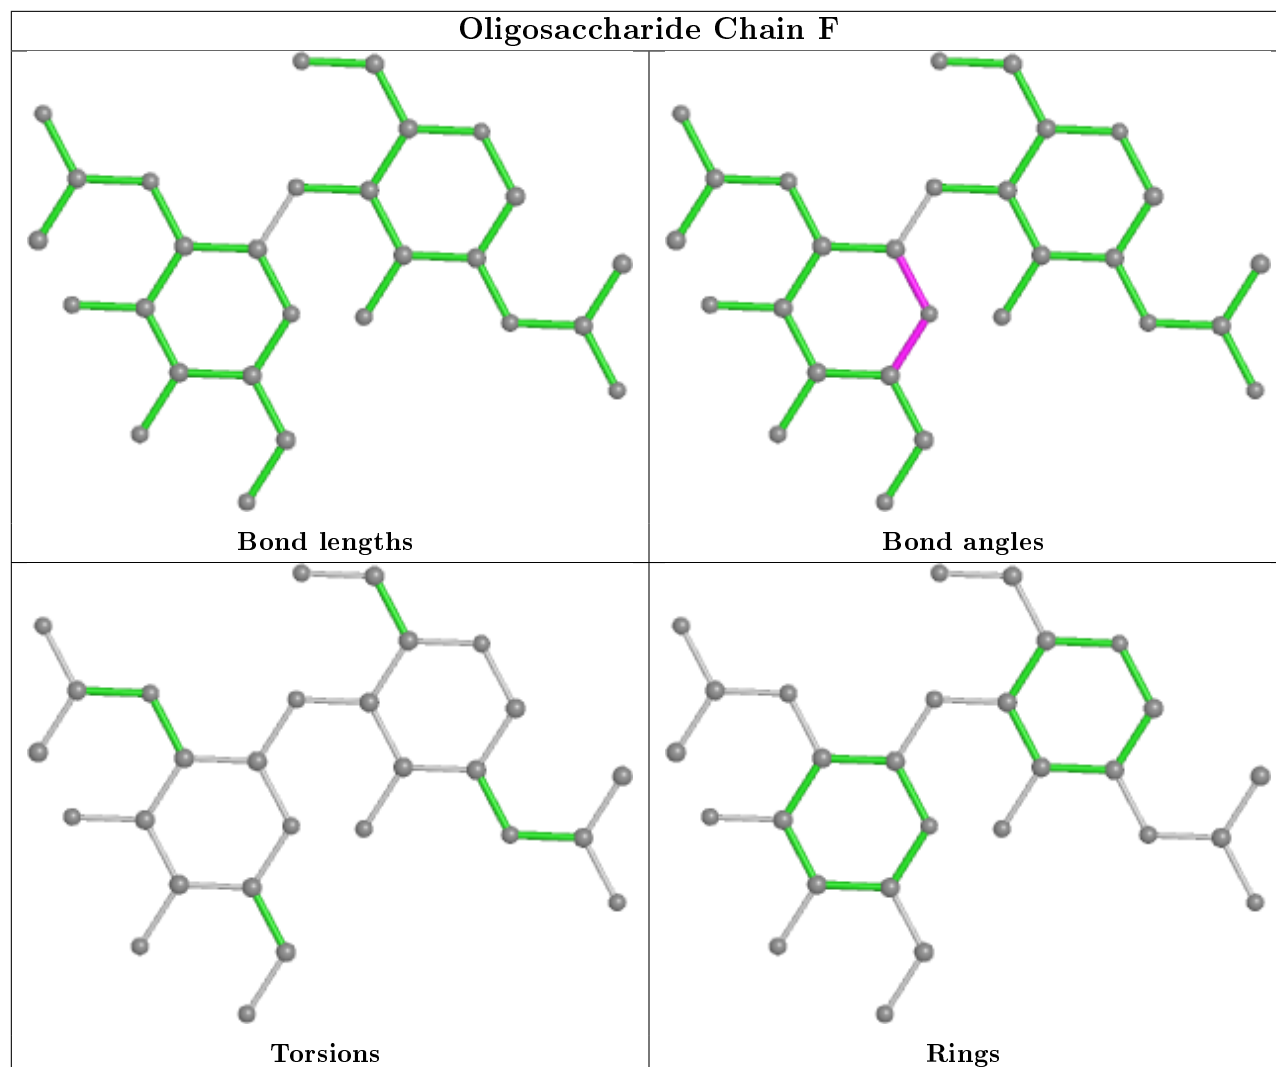 Oligosaccharide Chain F
Bond lengths
Bond angles
Torsions
Rings